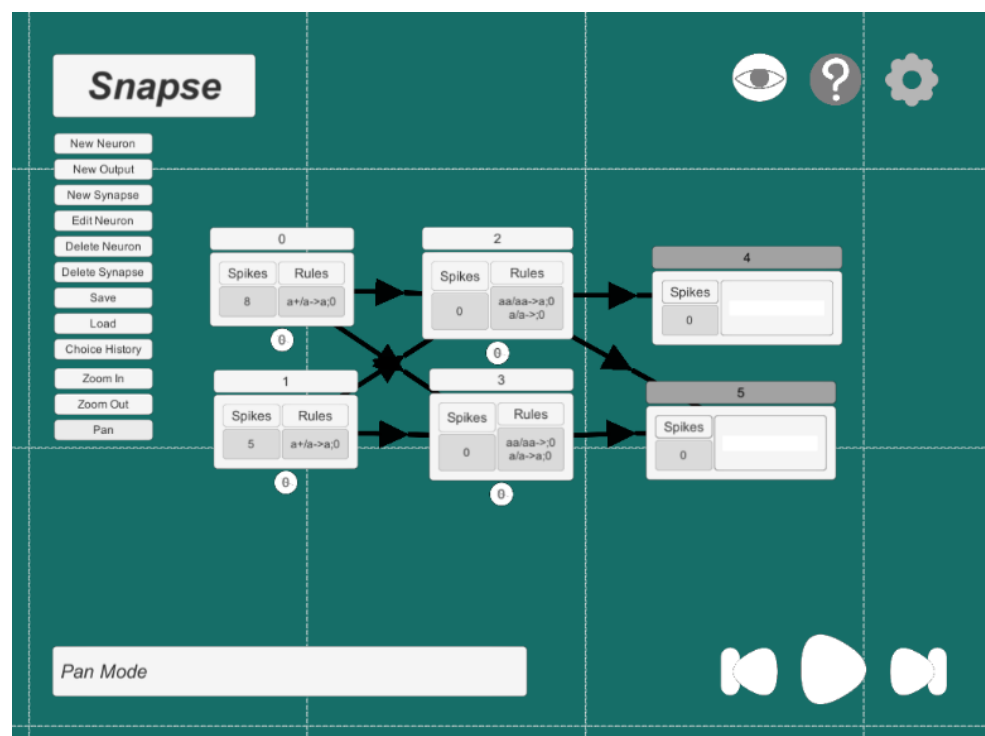 Snapse
New Neuron
New Output
New Synapse
Edit Neuron
Delete Neuron
Delete Synapse
Save
Load
Choice History
Zoom In
Zoom Out
Pan
0
Spikes Rules
8 a+/a->a;0
0
2
Spikes Rules
0 aa/aa->a;0
a/a->;0
0
4
Spikes
0
1
Spikes Rules
5 a+/a->a;0
0
3
Spikes Rules
0 aa/aa->;0
a/a->a;0
0
5
Spikes
0
Pan Mode